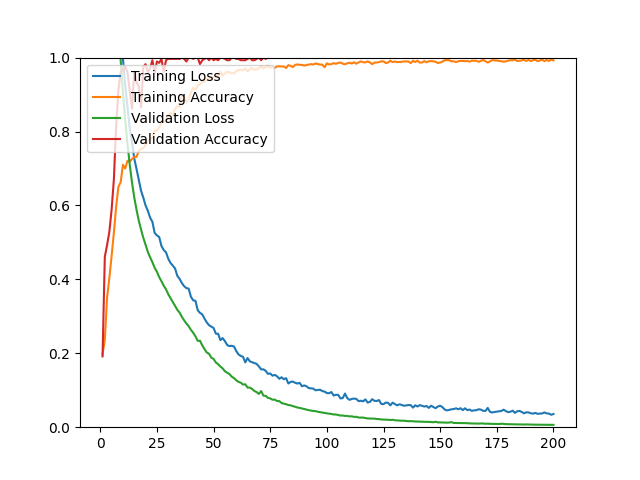 1.0
0.8
0.6
0.4
0.2
0.0
Training Loss
Training Accuracy
Validation Loss
Validation Accuracy
0 25 50 75 100 125 150 175 200